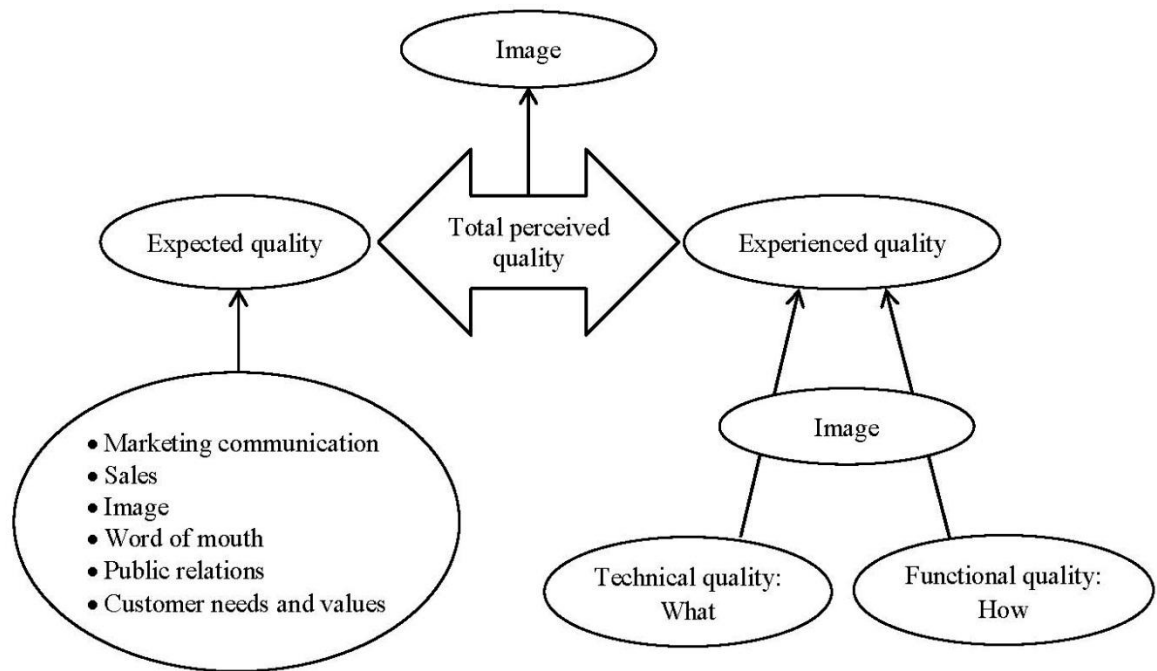 Image
Expected quality
Total perceived
quality
Experienced quality
• Marketing communication
• Sales
• Image
• Word of mouth
• Public relations
• Customer needs and values
Image
Technical quality:
What
Functional quality:
How